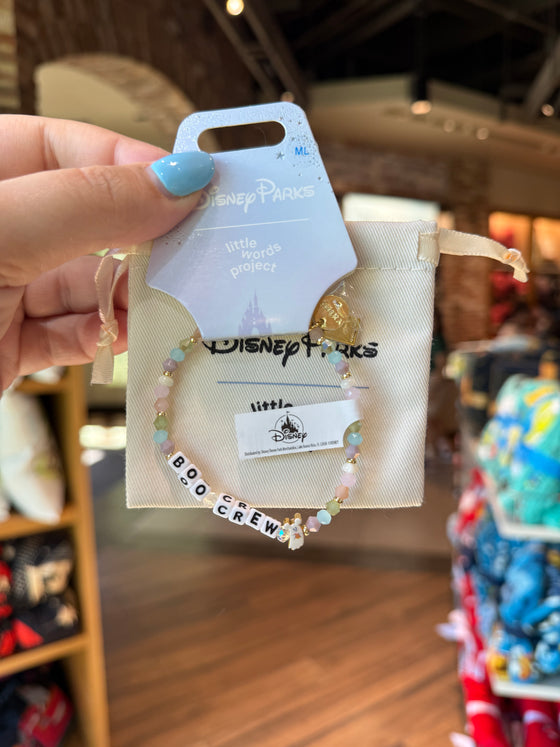 ML
Disney Parks
little
words
project
Disney Parks
little
Disney
BOO
CREW